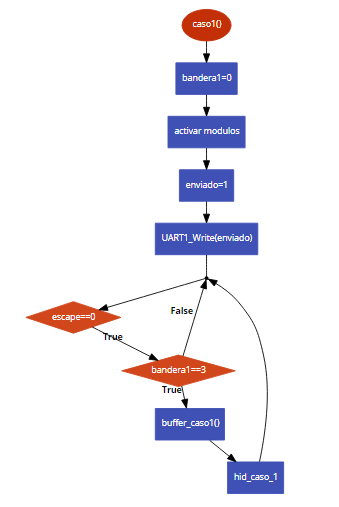 caso1()
bandera1=0
activar modulos
enviado=1
UART1_Write(enviado)
False
escape==0
True
bandera1==3
True
buffer_caso1()
hid_caso_1